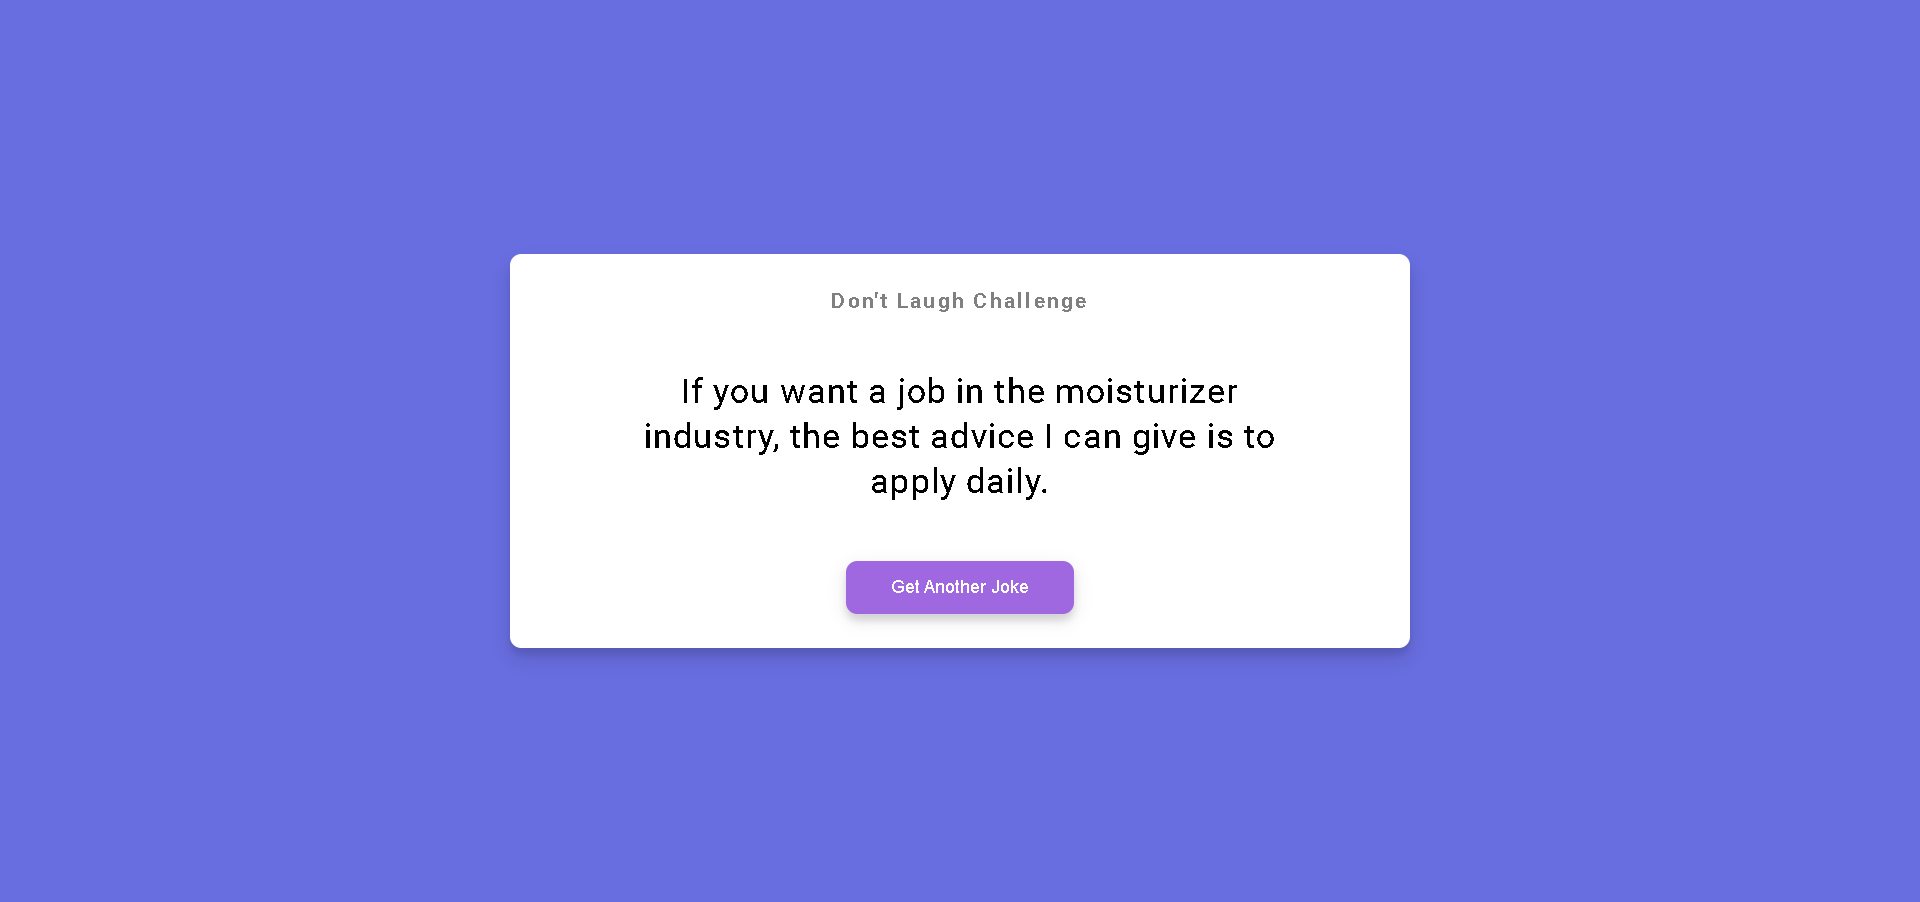 Don't Laugh Challenge
If you want a job in the moisturizer
industry, the best advice I can give is to
apply daily.
Get Another Joke